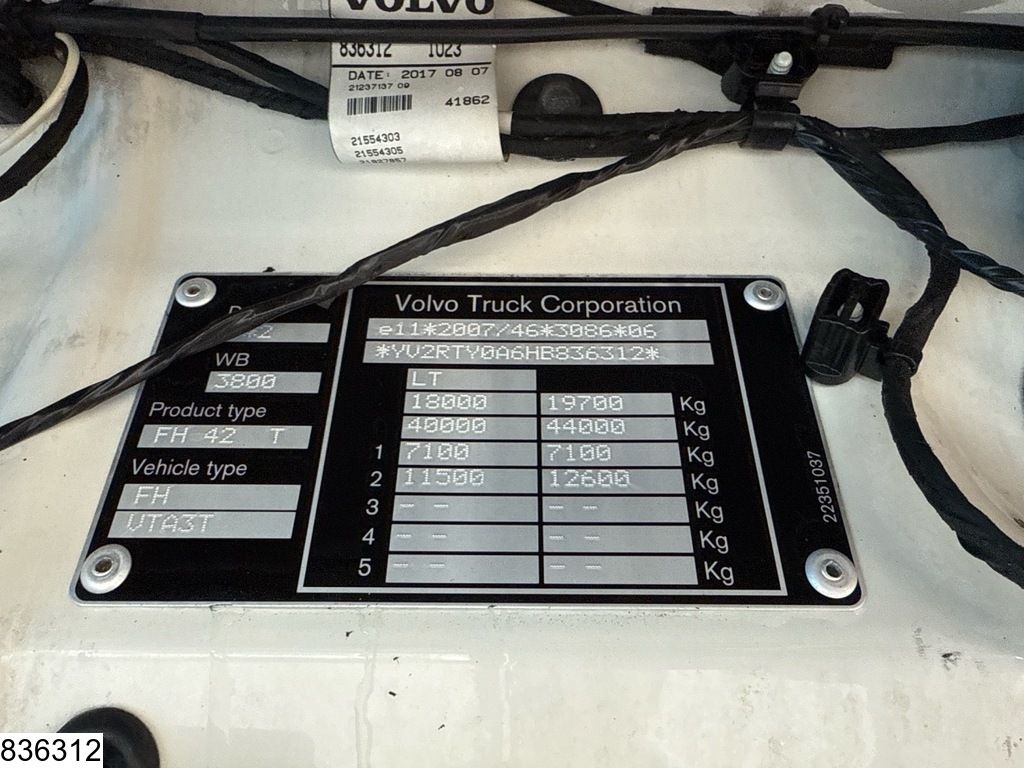 VOLVO
836312 1023
DATE: 2017 08 07
21237137 09
41862
21554303
21554305
21927957
Volvo Truck Corporation
e11*2007/46*3086*06
*YV2RTY0A6HB836312*
LT
18000 19700 Kg
40000 44000 Kg
1 7100 7100 Kg
2 11500 12600 Kg
3 -- -- -- -- Kg
4 -- -- -- -- Kg
5 -- -- -- -- Kg
WB
3800
Product type
FH 42 T
Vehicle type
FH
VTA3T
22351037
836312